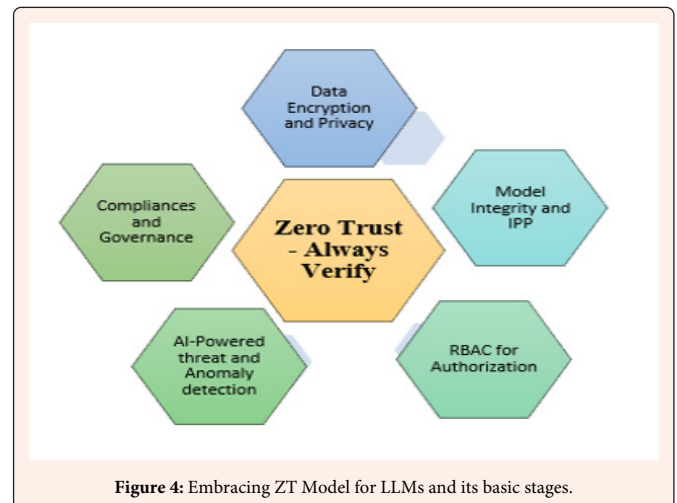 Data
Encryption
and Privacy
Compliances
and
Governance
Zero Trust
- Always
Verify
Model
Integrity and
IPP
AI-Powered
threat and
Anomaly
detection
RBAC for
Authorization
Figure 4: Embracing ZT Model for LLMs and its basic stages.